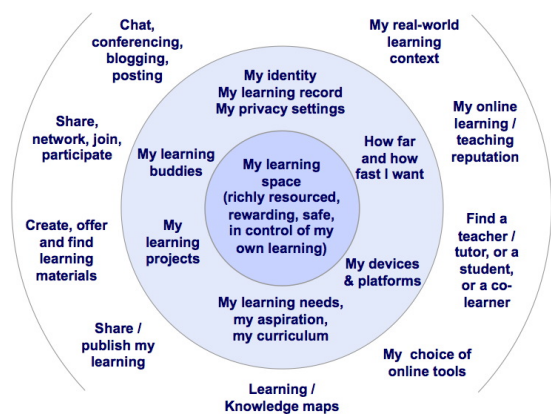 Chat,
conferencing,
blogging,
posting
My real-world
learning
context
My identity
My learning record
My privacy settings
Share,
network, join,
participate
My online
learning /
teaching
reputation
My learning
buddies
How far
and how
fast I want
My learning
space
(richly resourced,
rewarding, safe,
in control of my
own learning)
Create, offer
and find
learning
materials
My
learning
projects
Find a
teacher /
tutor, or a
student,
or a co-
learner
My devices
& platforms
My learning needs,
my aspiration,
my curriculum
Share /
publish my
learning
My choice of
online tools
Learning /
Knowledge maps